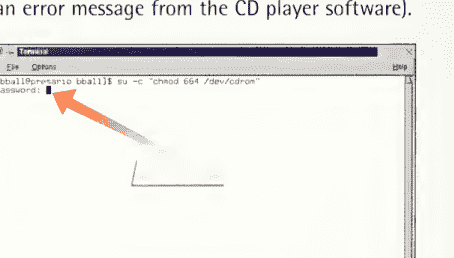 an error message from the CD player software).
Terminal
File Options Help
bball@presario bball]$ su -c "chmod 664 /dev/cdrom"
assword: